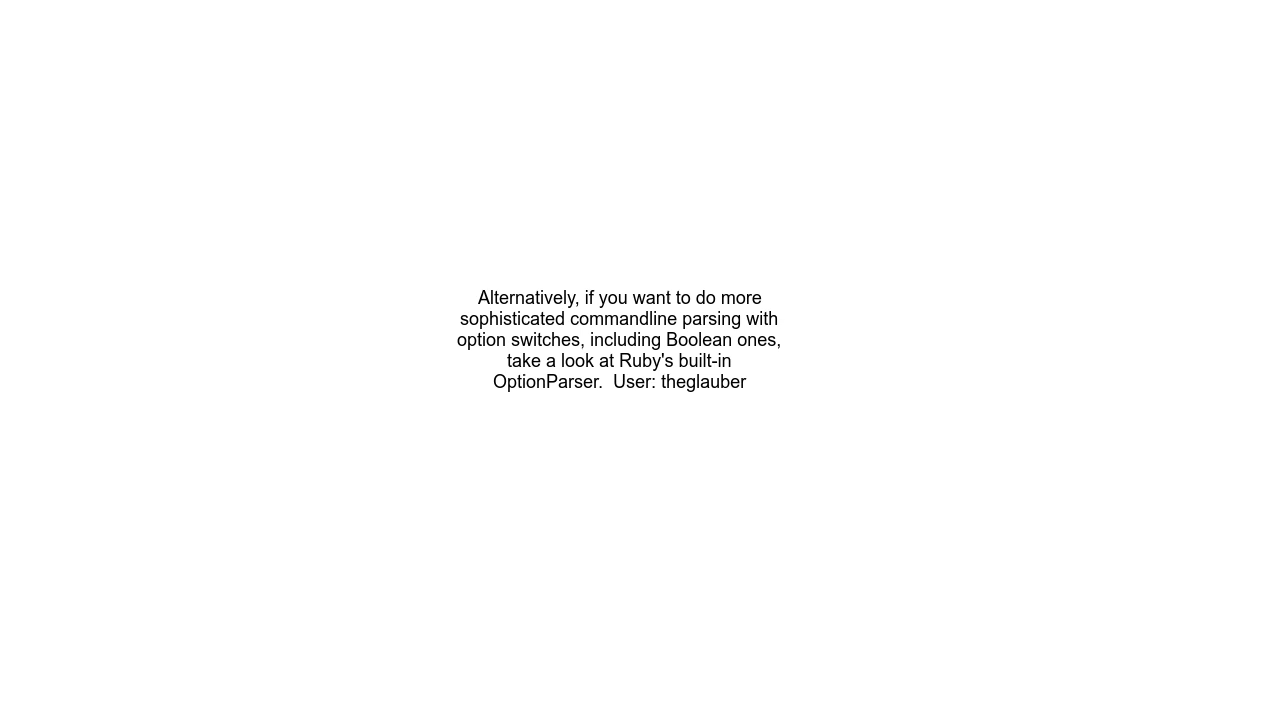 Alternatively, if you want to do more
sophisticated commandline parsing with
option switches, including Boolean ones,
take a look at Ruby's built-in
OptionParser.  User: theglauber